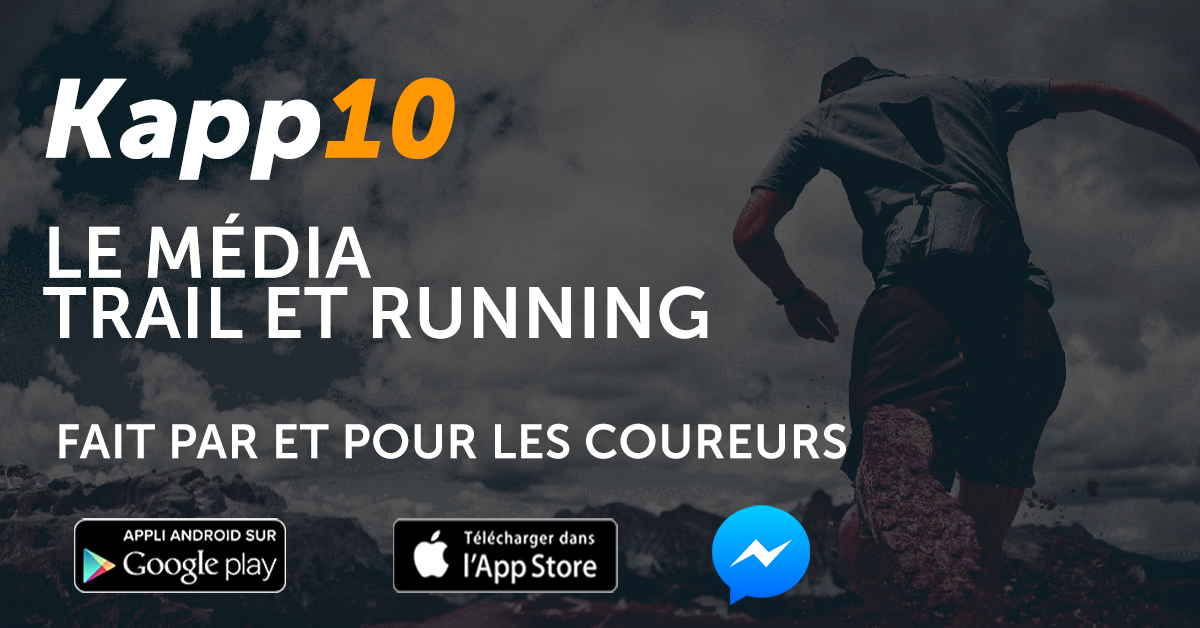 Kapp10
LE MÉDIA
TRAIL ET RUNNING
FAIT PAR ET POUR LES COUREURS
APPLI ANDROID SUR
Google play
Télécharger dans
l'App Store